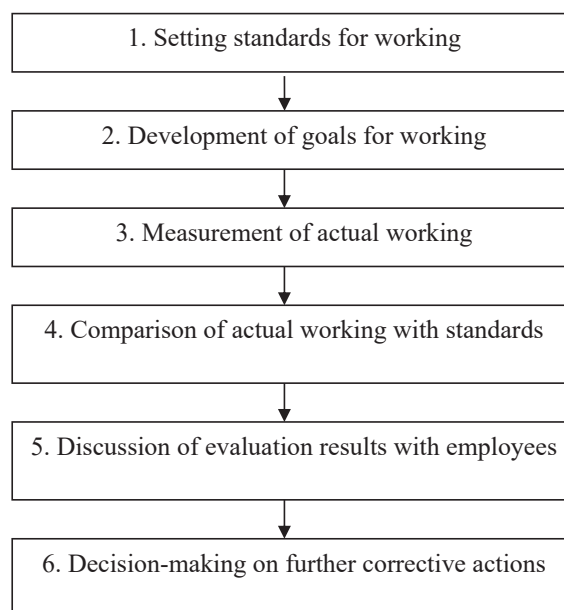 1. Setting standards for working
2. Development of goals for working
3. Measurement of actual working
4. Comparison of actual working with standards
5. Discussion of evaluation results with employees
6. Decision-making on further corrective actions